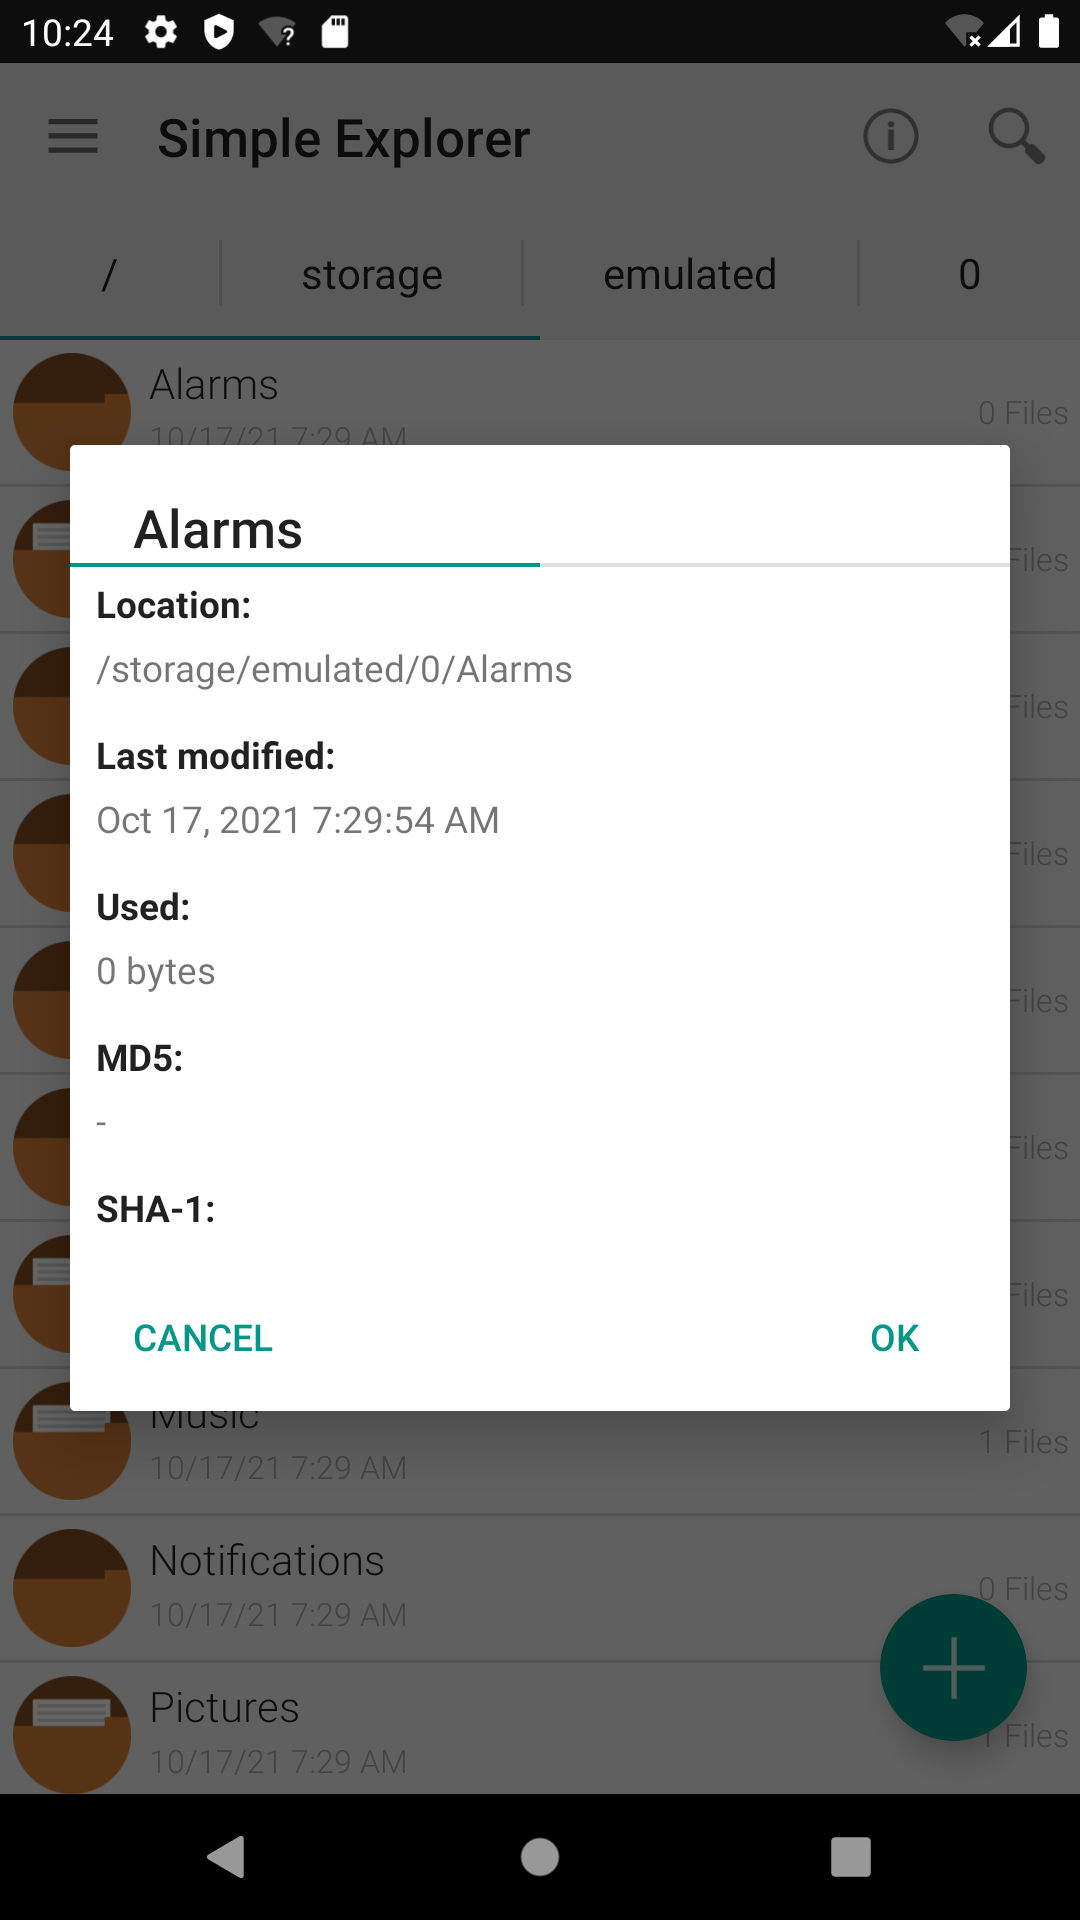 10:24
Simple Explorer
/ storage emulated 0
Alarms
10/17/21 7:29 AM
0 Files
Files
Files
Files
Files
Files
Files
Alarms
Location:
/storage/emulated/0/Alarms
Last modified:
Oct 17, 2021 7:29:54 AM
Used:
0 bytes
MD5:
-
SHA-1:
CANCEL OK
Music
10/17/21 7:29 AM
1 Files
Notifications
10/17/21 7:29 AM
0 Files
Pictures
10/17/21 7:29 AM
1 Files